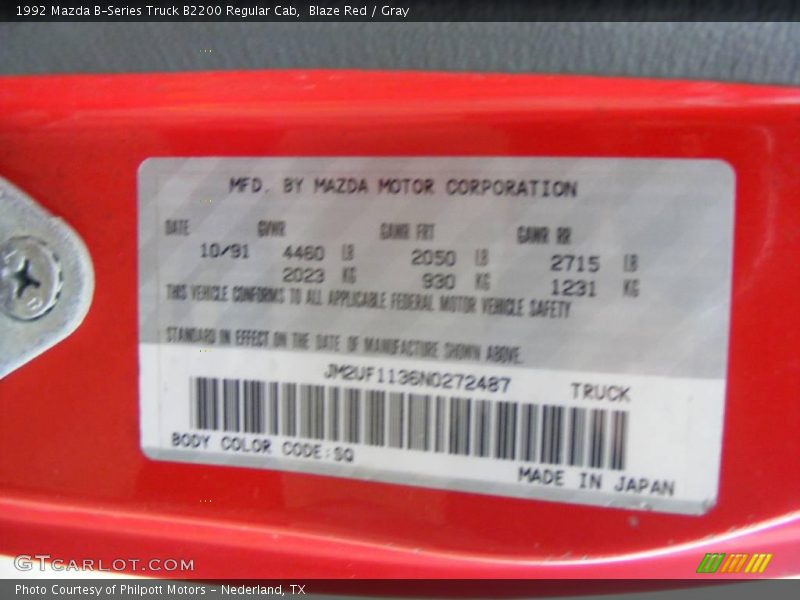 1992 Mazda B-Series Truck B2200 Regular Cab,  Blaze Red / Gray
MFD. BY MAZDA MOTOR CORPORATION
DATE GVWR GAWR FRT GAWR RR
10/91 4460 LB 2050 LB 2715 LB
2023 KG 930 KG 1231 KG
THIS VEHICLE CONFORMS TO ALL APPLICABLE FEDERAL MOTOR VEHICLE SAFETY
STANDARD IN EFFECT ON THE DATE OF MANUFACTURE SHOWN ABOVE.
JM2UF1136N0272487 TRUCK
BODY COLOR CODE:SQ
MADE IN JAPAN
GTCARLOT.COM
Photo Courtesy of Philpott Motors - Nederland, TX